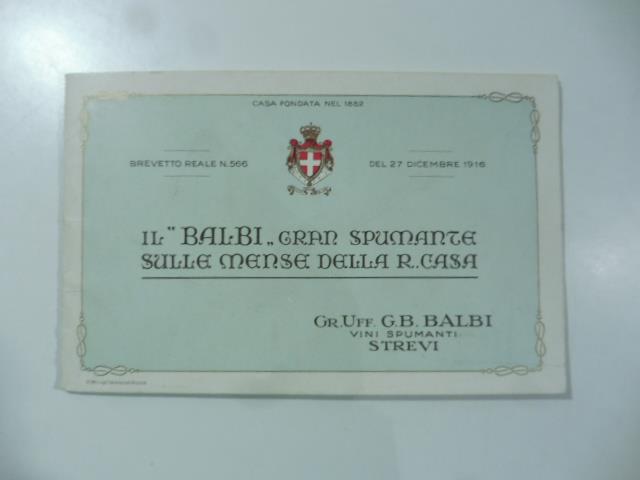 CASA FONDATA NEL 1882
BREVETTO REALE N. 566
DEL 27 DICEMBRE 1916
IL "BALBI„ GRAN SPUMANTE
SULLE MENSE DELLA R. CASA
GR. UFF. G. B. BALBI
VINI SPUMANTI
STREVI